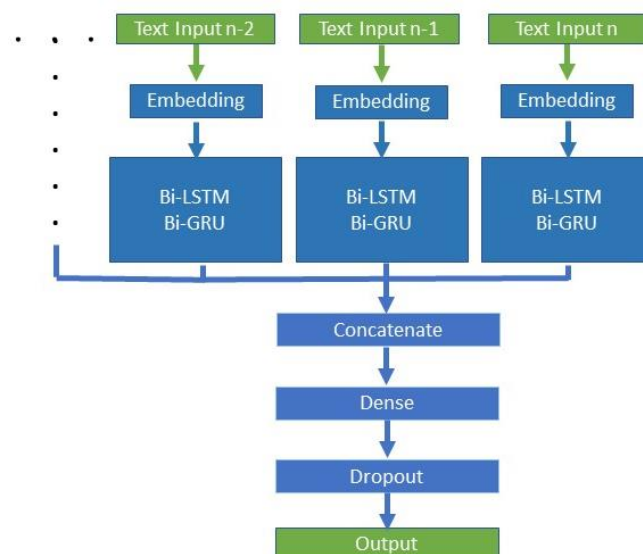 Text Input n-2
Text Input n-1
Text Input n
Embedding
Embedding
Embedding
Bi-LSTM
Bi-GRU
Bi-LSTM
Bi-GRU
Bi-LSTM
Bi-GRU
Concatenate
Dense
Dropout
Output